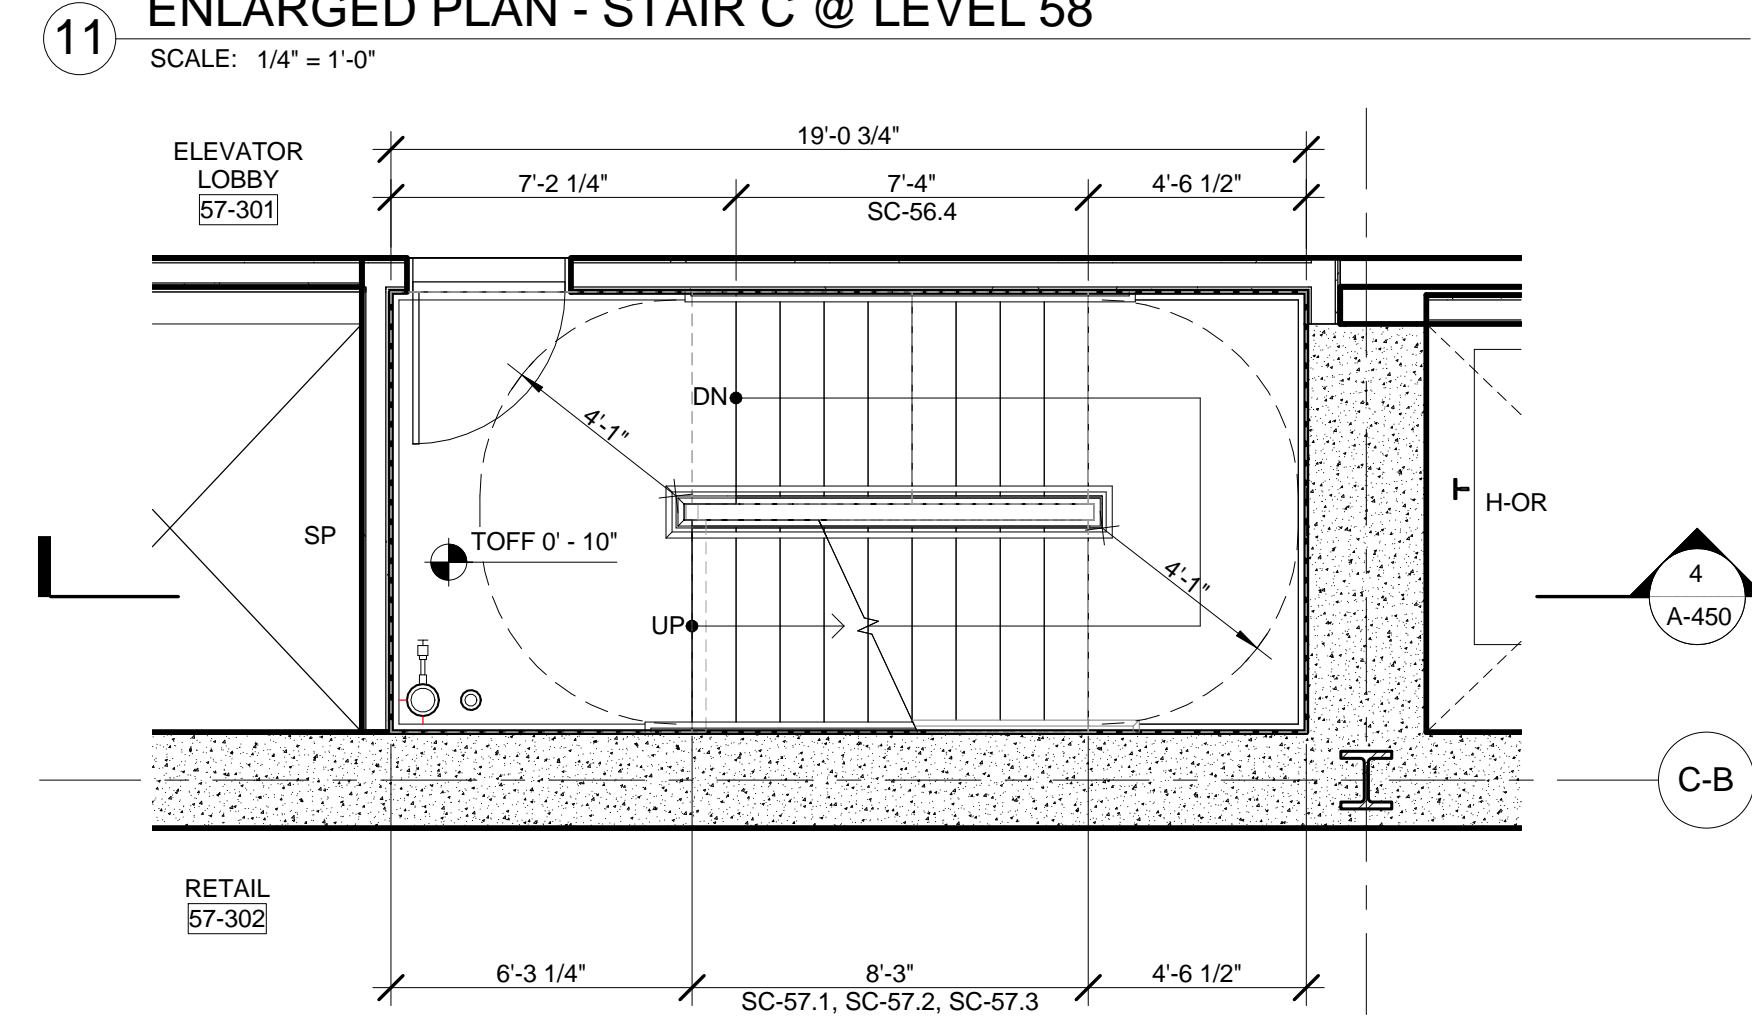 11
ENLARGED PLAN - STAIR C @ LEVEL 58
SCALE: 1/4" = 1'-0"
19'-0 3/4"
ELEVATOR
LOBBY
57-301
7'-2 1/4"
7'-4"
4'-6 1/2"
SC-56.4
DN
4'-1"
H-OR
SP
TOFF 0' - 10"
4'-1"
4
A-450
UP
C-B
RETAIL
57-302
6'-3 1/4"
8'-3"
4'-6 1/2"
SC-57.1, SC-57.2, SC-57.3